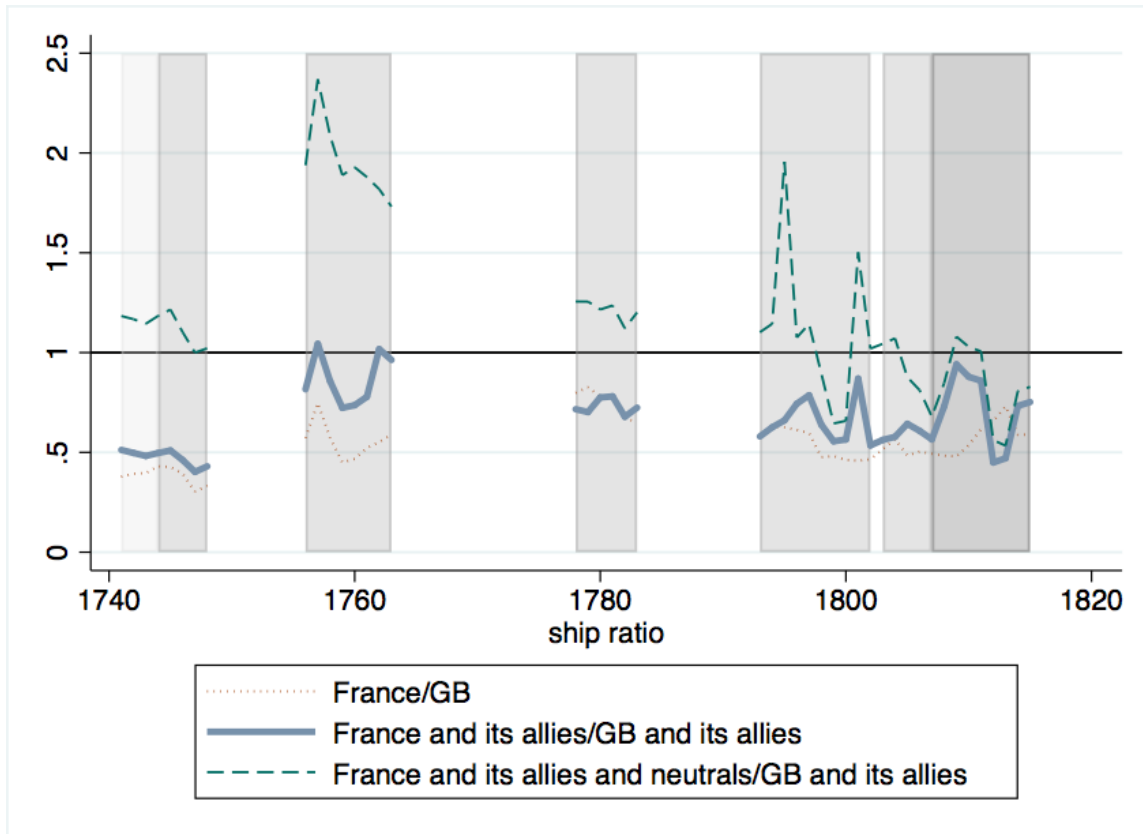 2.5
2
1.5
1
.5
0
1740 1760 1780 1800 1820
ship ratio
France/GB
France and its allies/GB and its allies
France and its allies and neutrals/GB and its allies